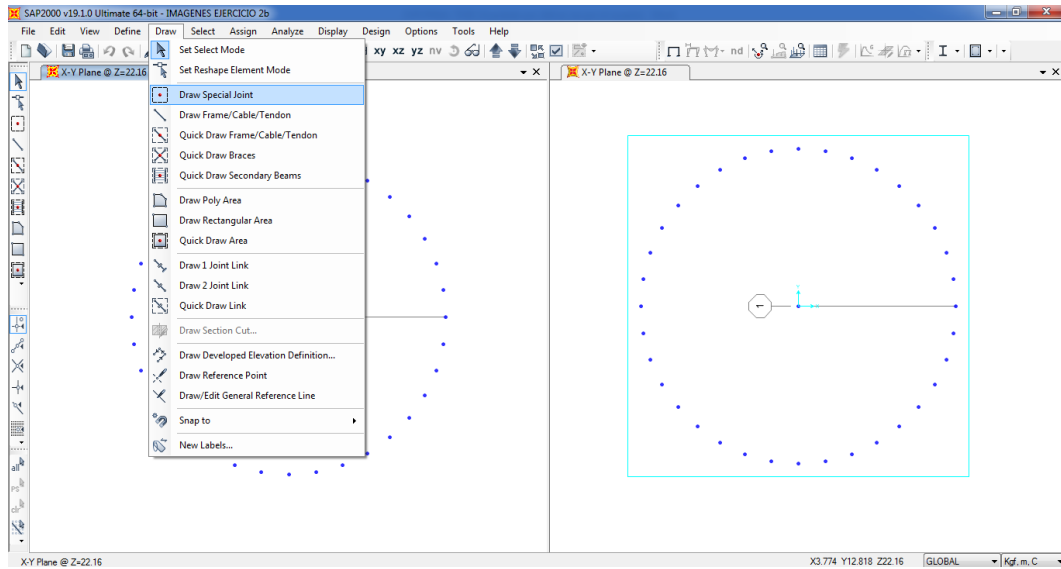 SAP2000 v19.1.0 Ultimate 64-bit - IMAGENES EJERCICIO 2b
File Edit View Define Draw Select Assign Analyze Display Design Options Tools Help
xy xz yz nv
nd
X-Y Plane @ Z=22.16
X-Y Plane @ Z=22.16
Set Select Mode
Set Reshape Element Mode
Draw Special Joint
Draw Frame/Cable/Tendon
Quick Draw Frame/Cable/Tendon
Quick Draw Braces
Quick Draw Secondary Beams
Draw Poly Area
Draw Rectangular Area
Quick Draw Area
Draw 1 Joint Link
Draw 2 Joint Link
Quick Draw Link
Draw Section Cut...
Draw Developed Elevation Definition...
Draw Reference Point
Draw/Edit General Reference Line
Snap to
New Labels...
all
ps
clr
1
X-Y Plane @ Z=22.16
X3.774 Y12.818 Z22.16
GLOBAL
Kgf, m, C